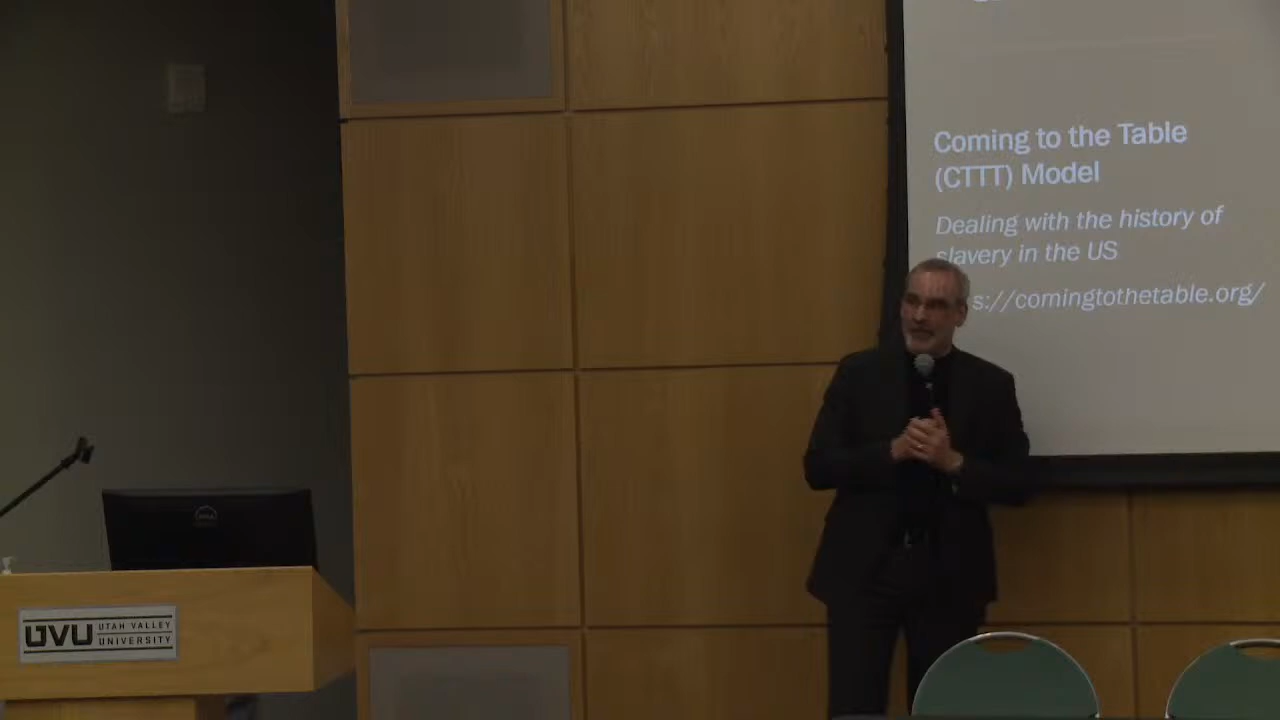 Coming to the Table
(CTTT) Model
Dealing with the history of
slavery in the US
s://comingtothetable.org/
DELL
UVU UTAH VALLEY
UNIVERSITY